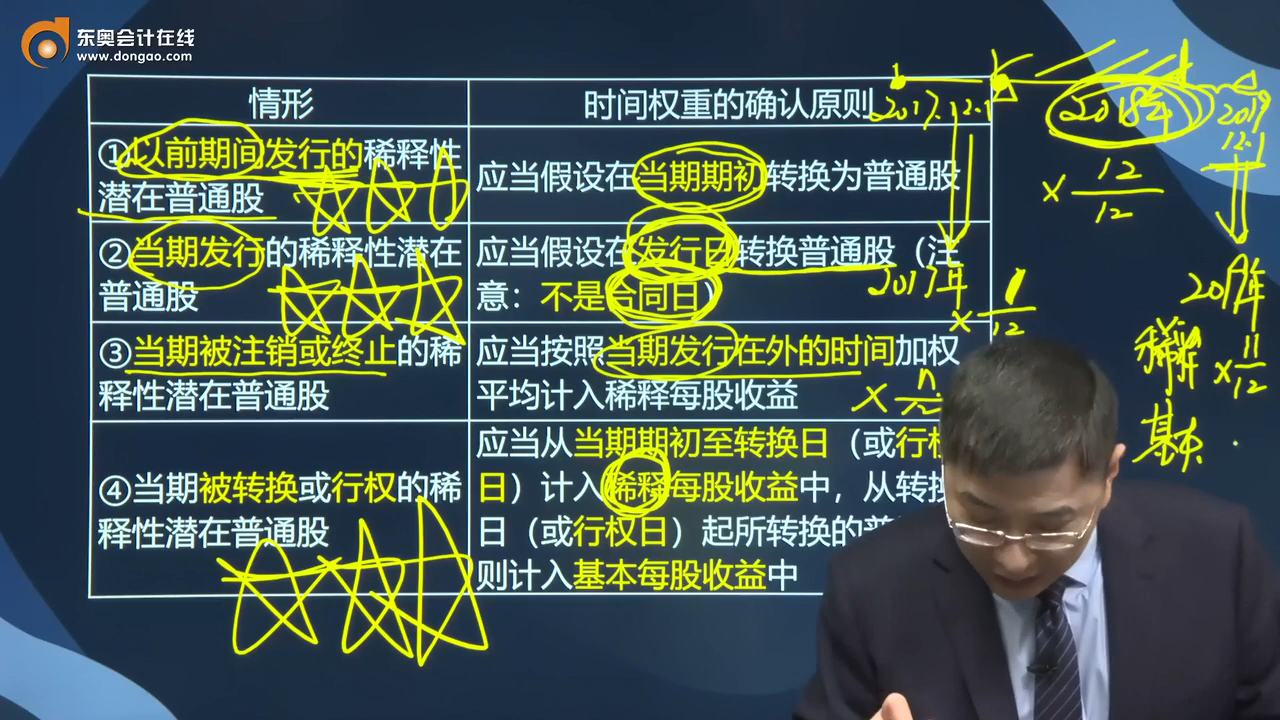 东奥会计在线
www.dongao.com
情形
时间权重的确认原则
①以前期间发行的稀释性
潜在普通股
应当假设在当期期初转换为普通股
②当期发行的稀释性潜在
普通股
应当假设在发行日转换普通股（注
意：不是合同日）
③当期被注销或终止的稀
释性潜在普通股
应当按照当期发行在外的时间加权
平均计入稀释每股收益
④当期被转换或行权的稀
释性潜在普通股
应当从当期期初至转换日（或行权
日）计入稀释每股收益中，从转换
日（或行权日）起所转换的普
则计入基本每股收益中
2017.12.1
2018年
2019
12.1
× 12
12
2017年
× 1
12
× n
12
2019年
稀释 × 11
12
基本